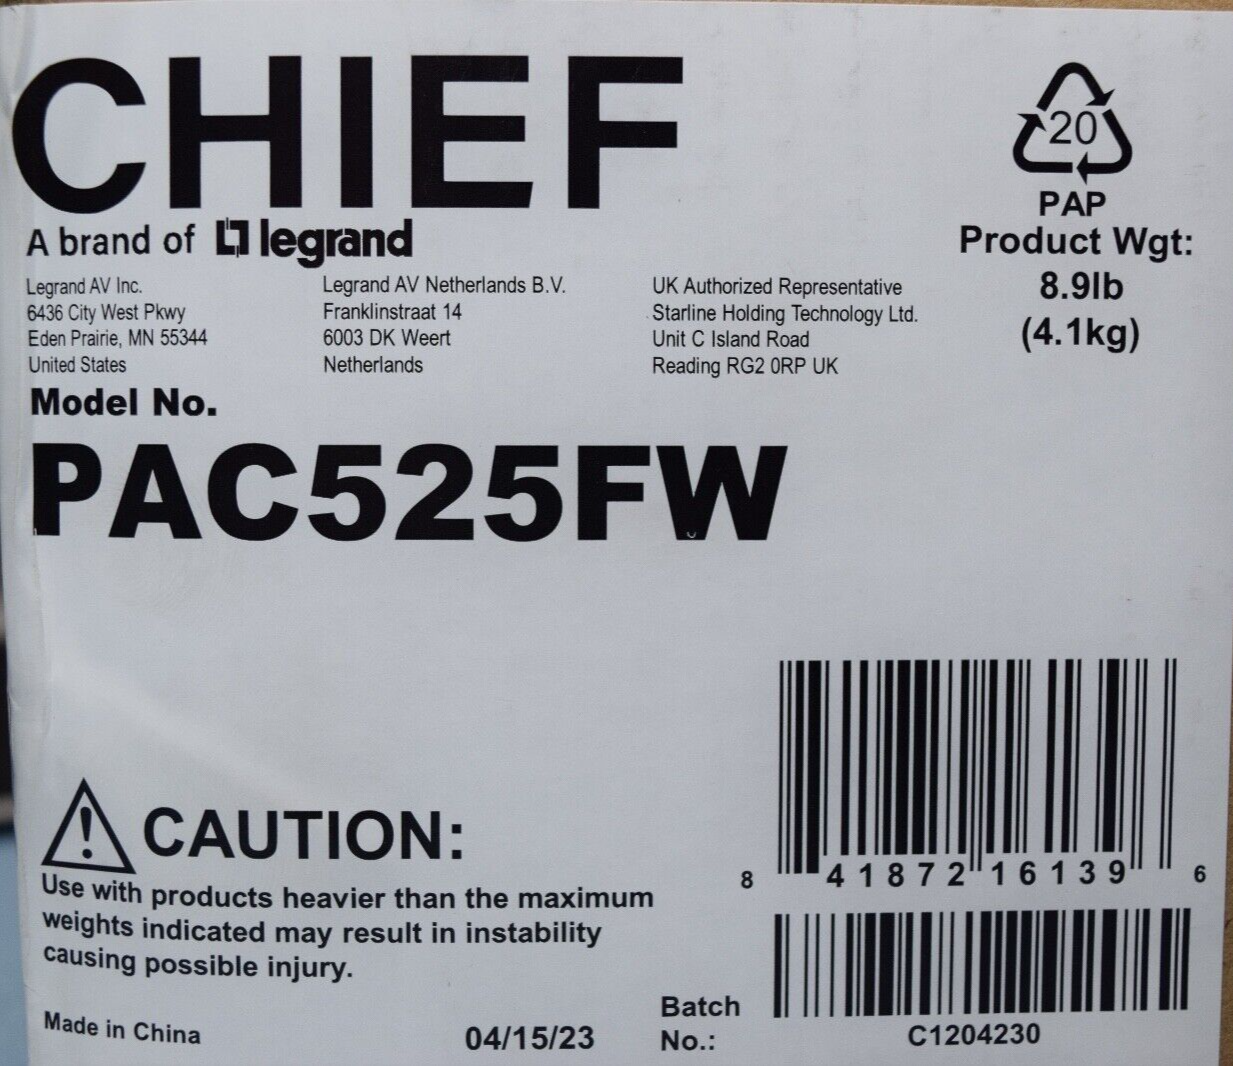 CHIEF
A brand of legrand
Legrand AV Inc.
6436 City West Pkwy
Eden Prairie, MN 55344
United States
Legrand AV Netherlands B.V.
Franklinstraat 14
6003 DK Weert
Netherlands
UK Authorized Representative
Starline Holding Technology Ltd.
Unit C Island Road
Reading RG2 0RP UK
20
PAP
Product Wgt:
8.9lb
(4.1kg)
Model No.
PAC525FW
8 41872 16139 6
CAUTION:
Use with products heavier than the maximum
weights indicated may result in instability
causing possible injury.
Made in China
04/15/23
Batch
No.:
C1204230